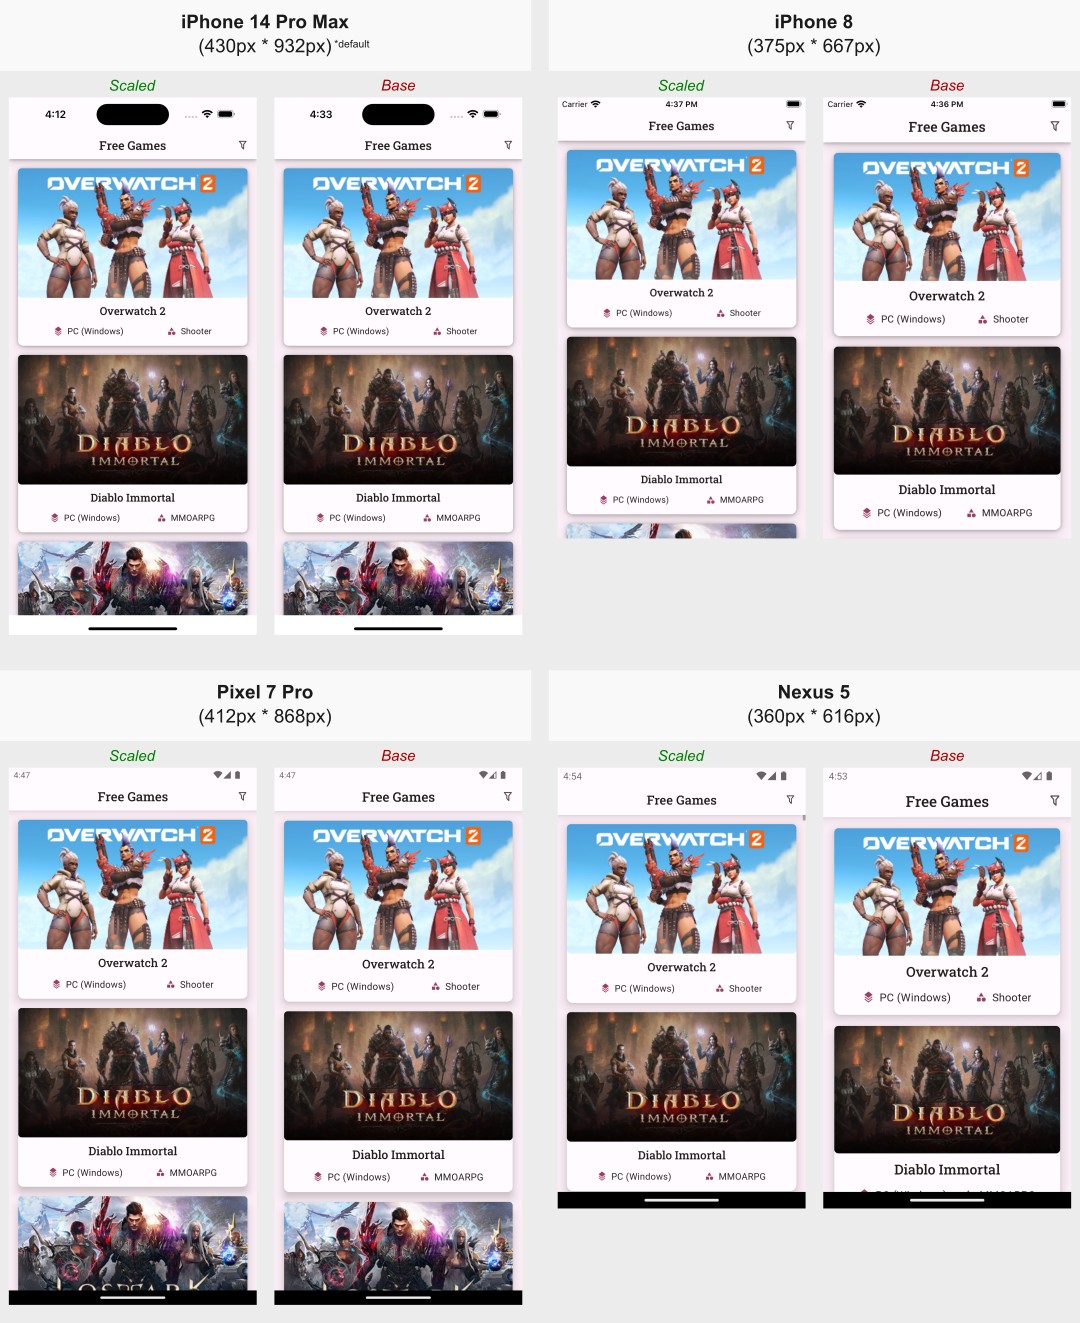 iPhone 14 Pro Max
(430px * 932px) *default
Scaled
Base
4:12
Free Games
OVERWATCH 2
Overwatch 2
PC (Windows)
Shooter
DIABLO
IMMORTAL
Diablo Immortal
PC (Windows)
MMOARPG
4:33
Free Games
OVERWATCH 2
Overwatch 2
PC (Windows)
Shooter
DIABLO
IMMORTAL
Diablo Immortal
PC (Windows)
MMOARPG
iPhone 8
(375px * 667px)
Scaled
Base
Carrier
4:37 PM
Free Games
OVERWATCH 2
Overwatch 2
PC (Windows)
Shooter
DIABLO
IMMORTAL
Diablo Immortal
PC (Windows)
MMOARPG
Carrier
4:36 PM
Free Games
OVERWATCH 2
Overwatch 2
PC (Windows)
Shooter
DIABLO
IMMORTAL
Diablo Immortal
PC (Windows)
MMOARPG
Pixel 7 Pro
(412px * 868px)
Scaled
Base
4:47
Free Games
OVERWATCH 2
Overwatch 2
PC (Windows)
Shooter
DIABLO
IMMORTAL
Diablo Immortal
PC (Windows)
MMOARPG
LOST ARK
4:47
Free Games
OVERWATCH 2
Overwatch 2
PC (Windows)
Shooter
DIABLO
IMMORTAL
Diablo Immortal
PC (Windows)
MMOARPG
Nexus 5
(360px * 616px)
Scaled
Base
4:54
Free Games
OVERWATCH 2
Overwatch 2
PC (Windows)
Shooter
DIABLO
IMMORTAL
Diablo Immortal
PC (Windows)
MMOARPG
4:53
Free Games
OVERWATCH 2
Overwatch 2
PC (Windows)
Shooter
DIABLO
IMMORTAL
Diablo Immortal